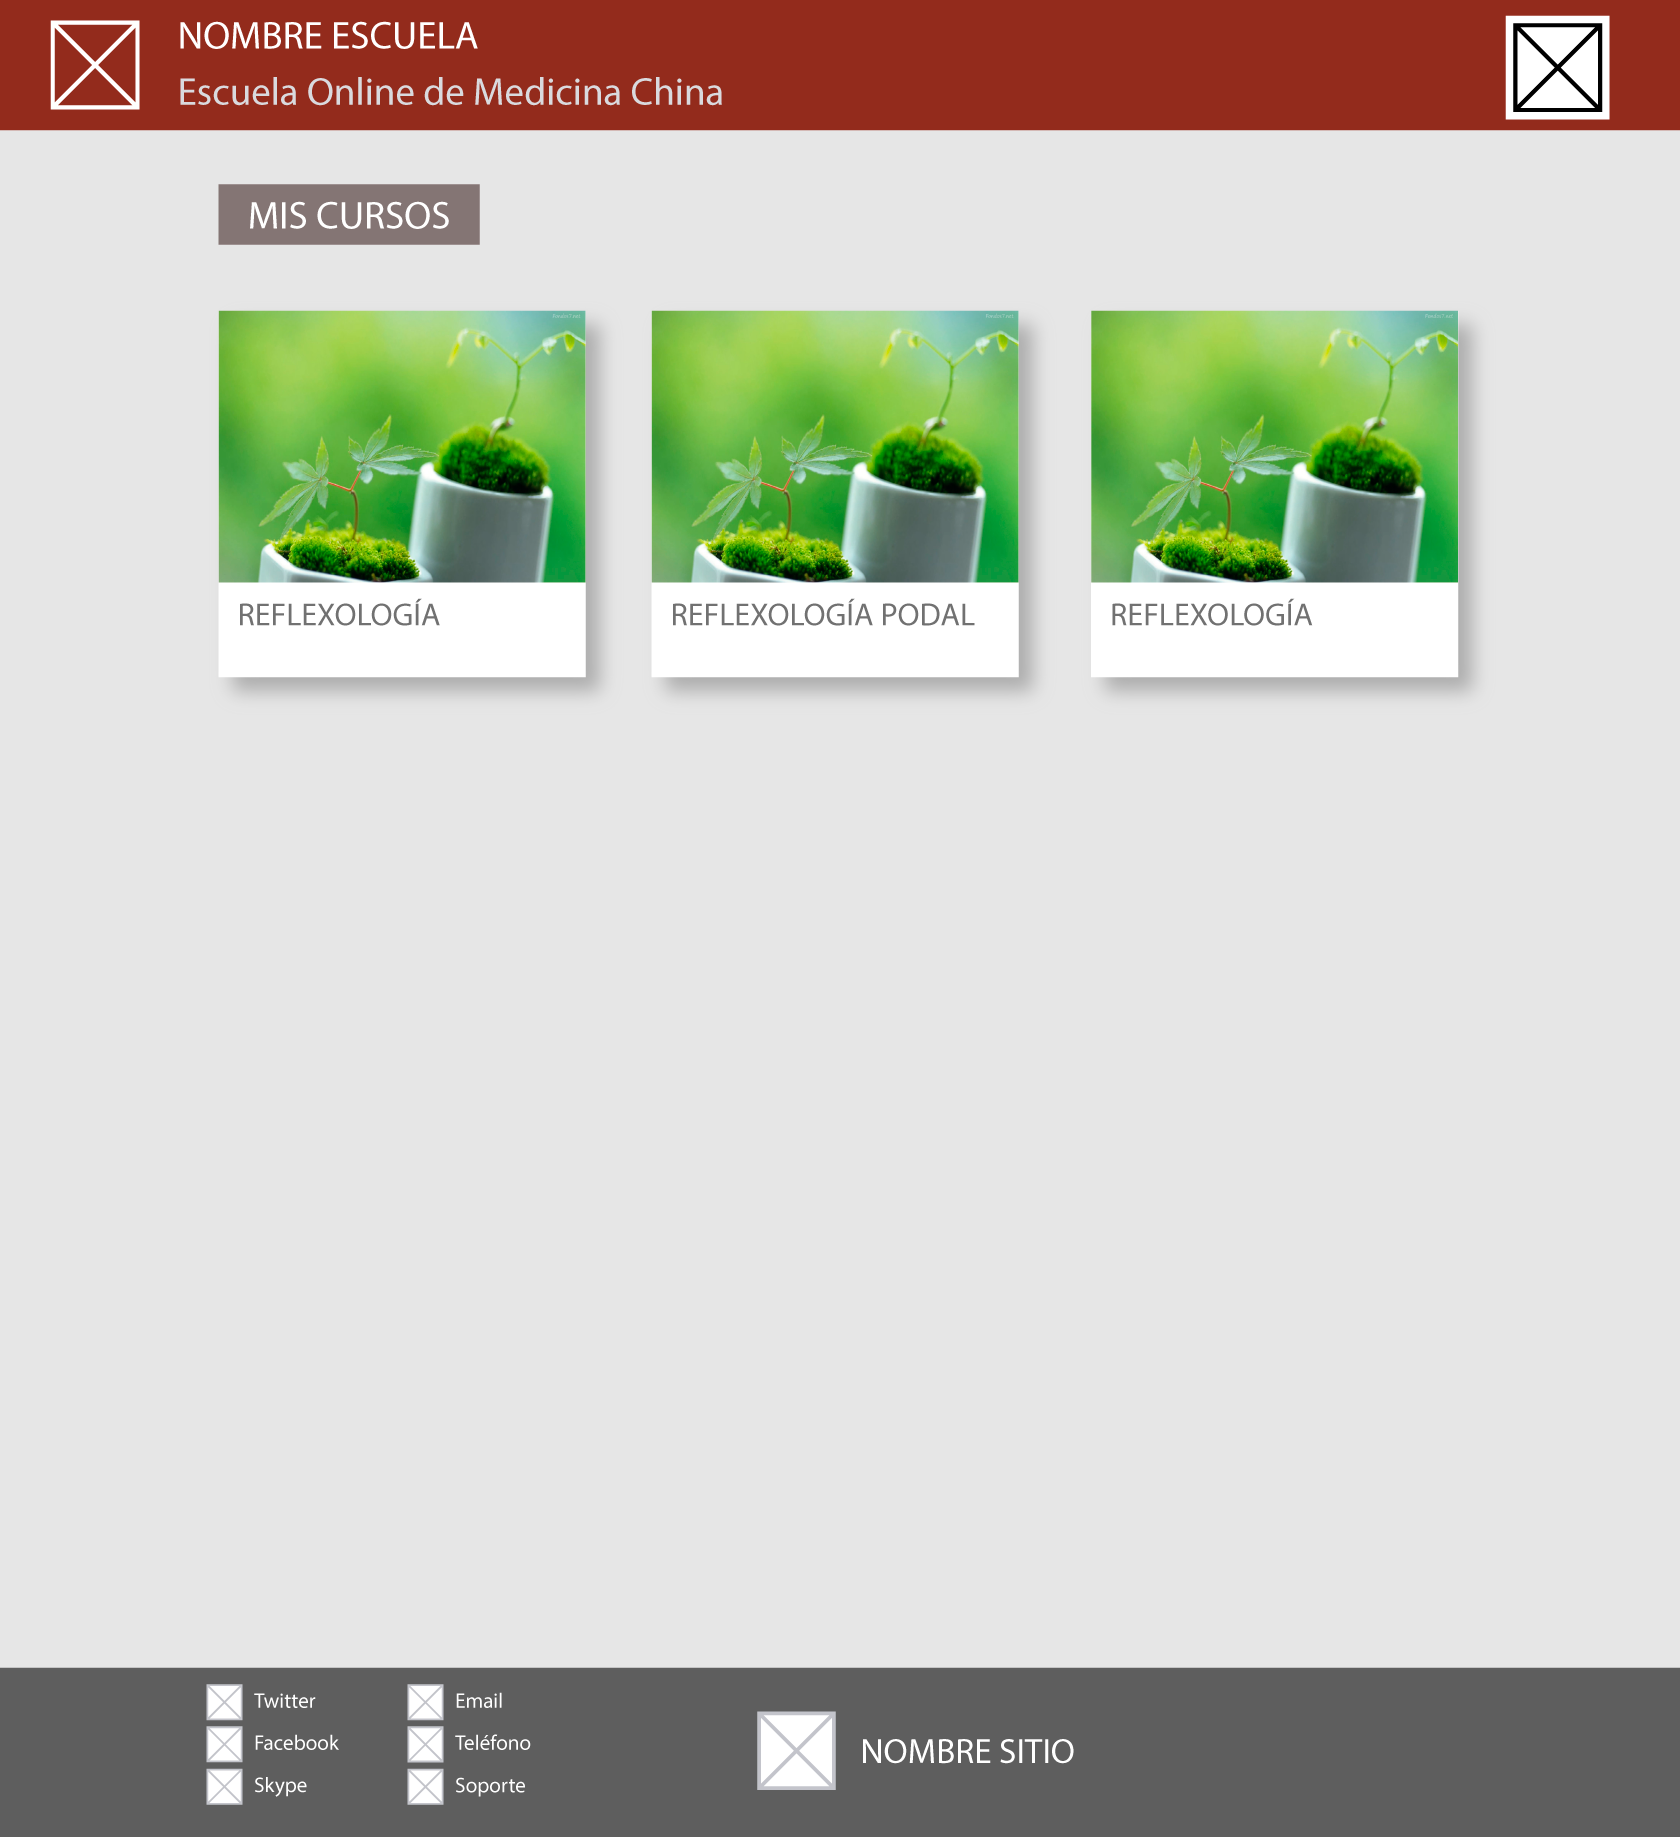 NOMBRE ESCUELA
Escuela Online de Medicina China
MIS CURSOS
REFLEXOLOGÍA
REFLEXOLOGÍA PODAL
REFLEXOLOGÍA
Twitter
Facebook
Skype
Email
Teléfono
Soporte
NOMBRE SITIO